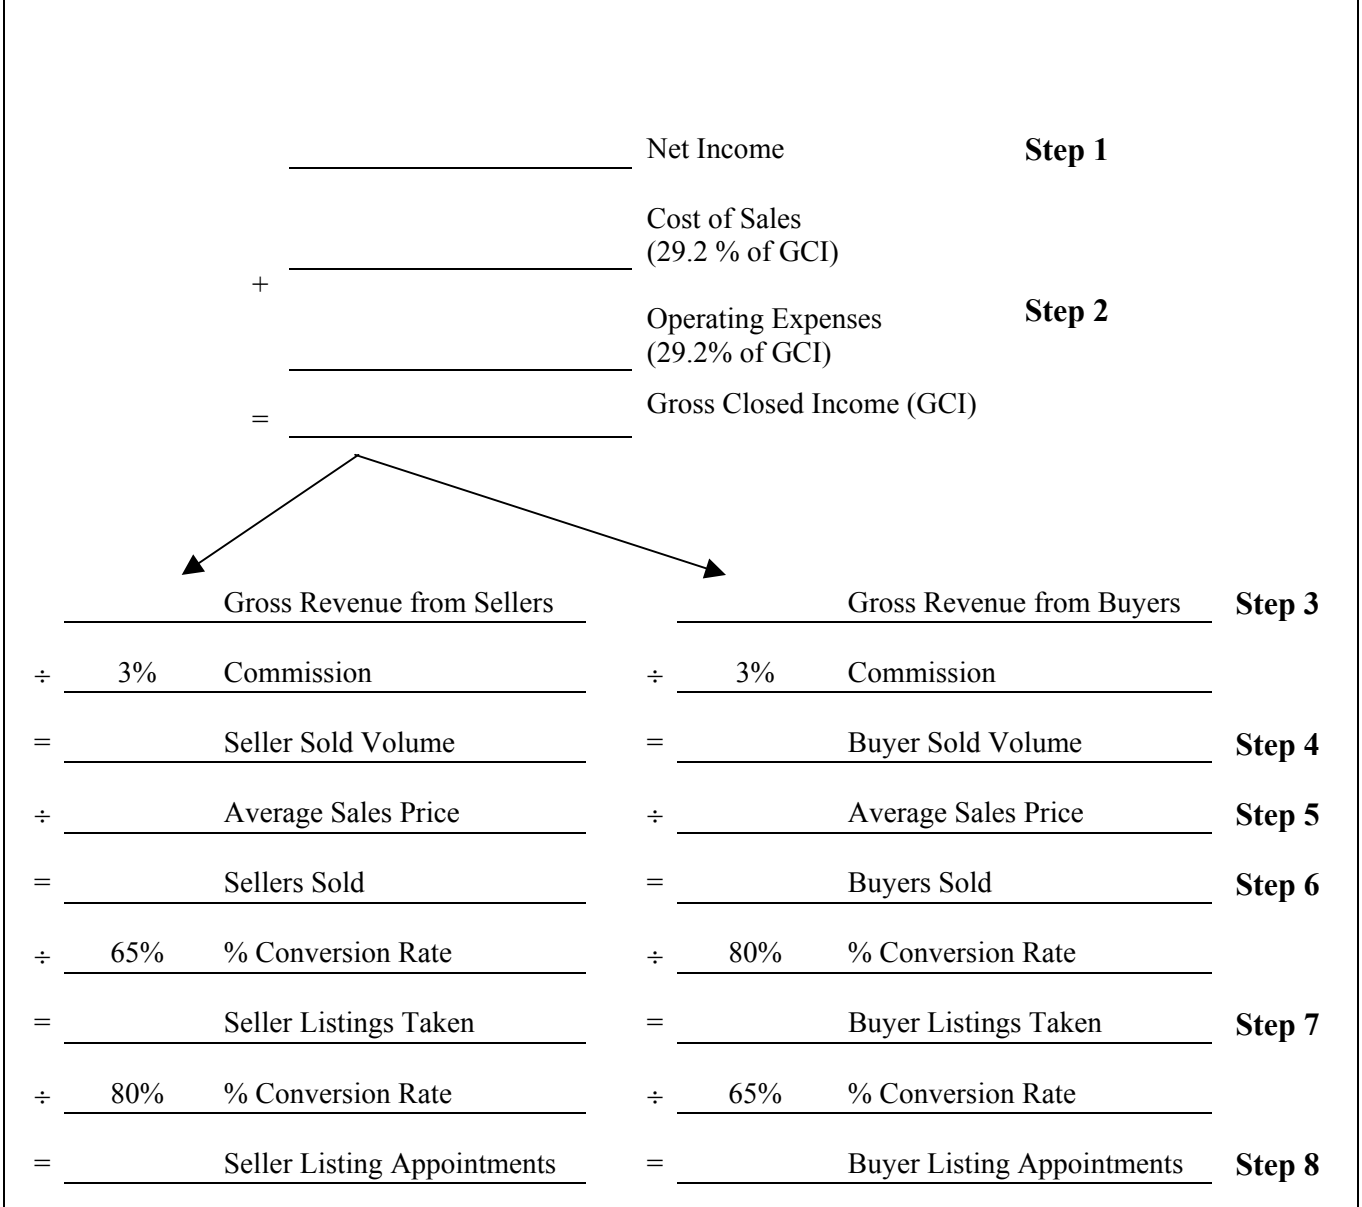 Net Income Step 1
Cost of Sales
(29.2 % of GCI)
+
Step 2
Operating Expenses
(29.2% of GCI)
= Gross Closed Income (GCI)
Gross Revenue from Sellers Gross Revenue from Buyers Step 3
÷ 3% Commission ÷ 3% Commission
= Seller Sold Volume = Buyer Sold Volume Step 4
÷ Average Sales Price ÷ Average Sales Price Step 5
= Sellers Sold = Buyers Sold Step 6
÷ 65% % Conversion Rate ÷ 80% % Conversion Rate
= Seller Listings Taken = Buyer Listings Taken Step 7
÷ 80% % Conversion Rate ÷ 65% % Conversion Rate
= Seller Listing Appointments = Buyer Listing Appointments Step 8